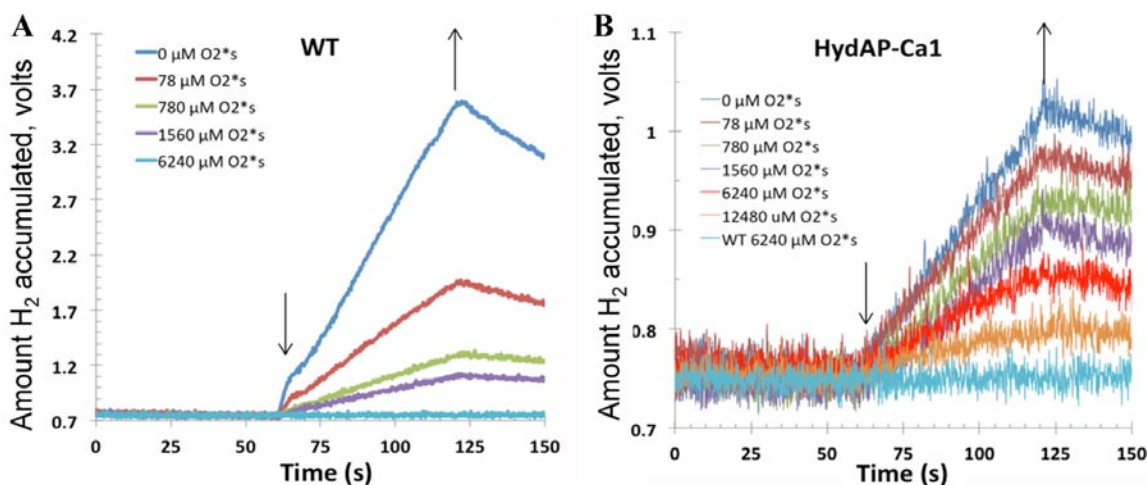 A
WT
0 µM O2*s
78 µM O2*s
780 µM O2*s
1560 µM O2*s
6240 µM O2*s
4.2
3.7
3.2
2.7
2.2
1.7
1.2
0.7
Amount H₂ accumulated, volts
0 25 50 75 100 125 150
Time (s)
B
HydAP-Ca1
0 µM O2*s
78 µM O2*s
780 µM O2*s
1560 µM O2*s
6240 µM O2*s
12480 uM O2*s
WT 6240 µM O2*s
1.1
1
0.9
0.8
0.7
Amount H₂ accumulated, volts
0 25 50 75 100 125 150
Time (s)